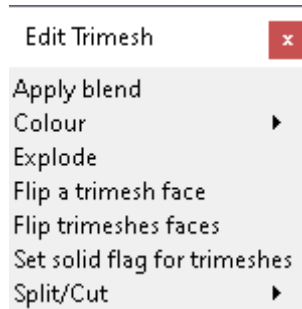 Edit Trimesh
x
Apply blend
Colour
Explode
Flip a trimesh face
Flip trimeshes faces
Set solid flag for trimeshes
Split/Cut